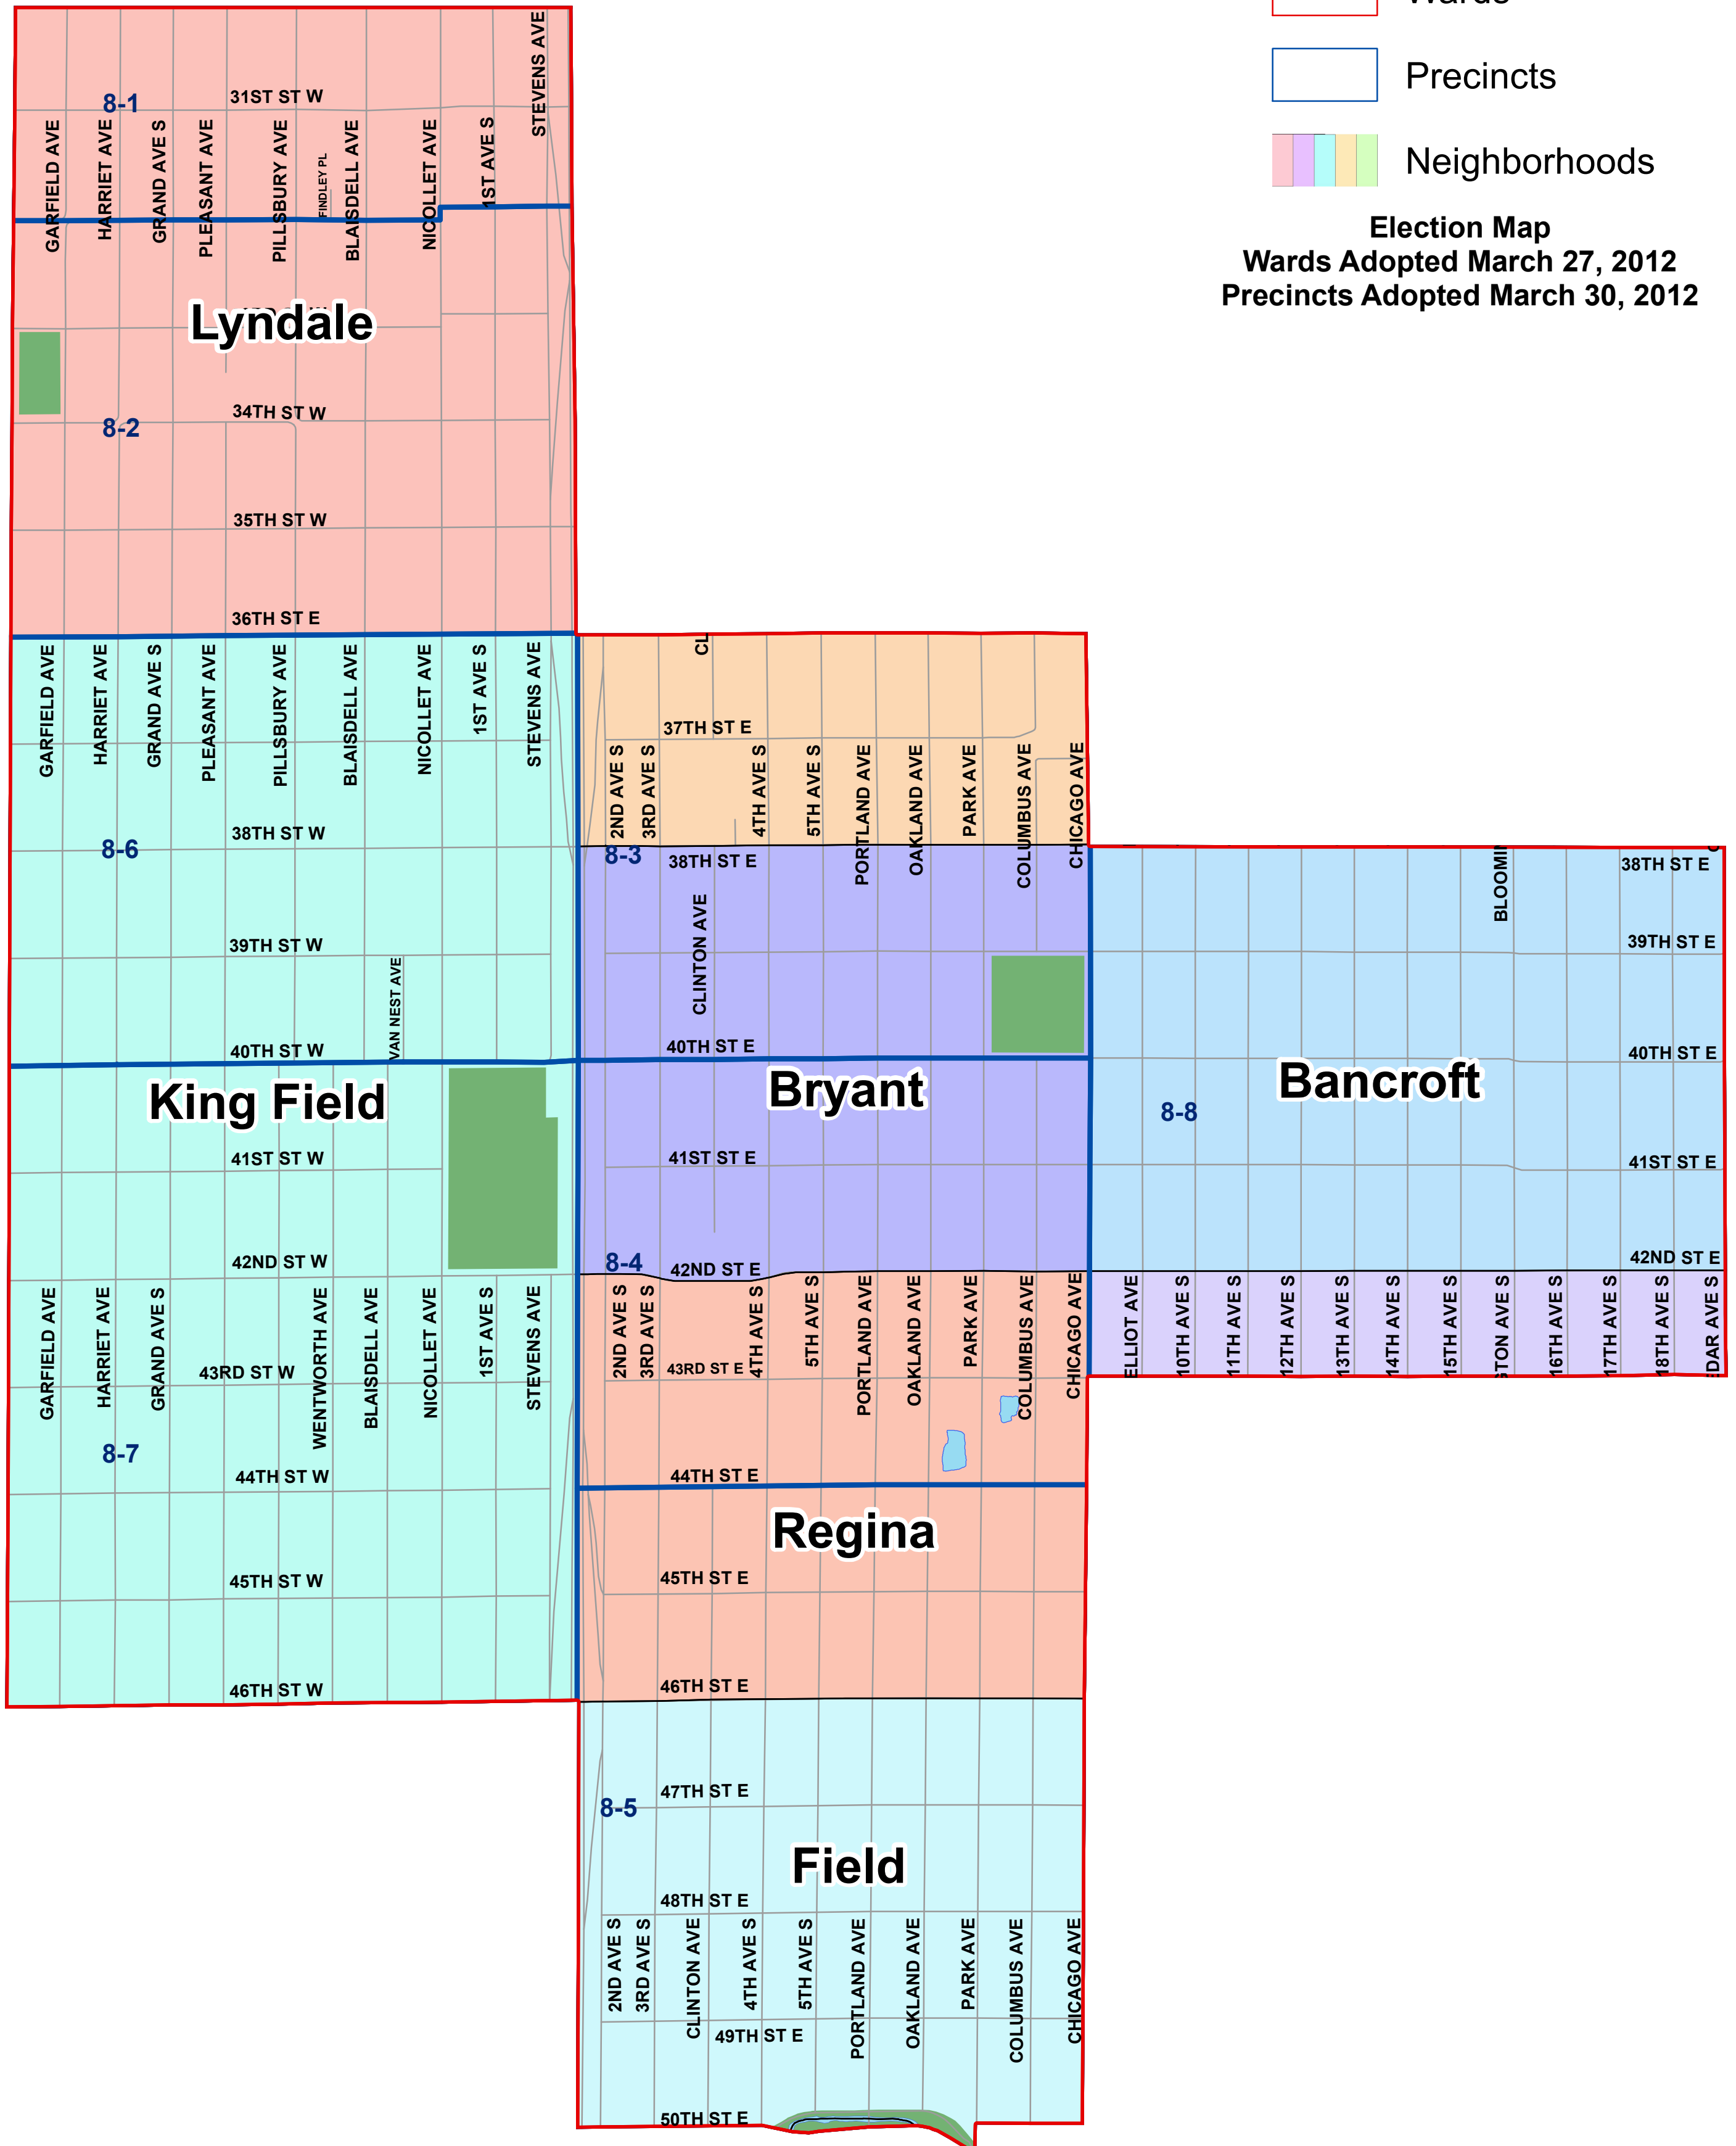 Wards
Precincts
Neighborhoods
Election Map
Wards Adopted March 27, 2012
Precincts Adopted March 30, 2012
STEVENS AVE
8-1
31ST ST W
GARFIELD AVE
HARRIET AVE
GRAND AVE S
PLEASANT AVE
PILLSBURY AVE
FINDLEY PL
BLAISDELL AVE
NICOLLET AVE
1ST AVE S
Lyndale
34TH ST W
8-2
35TH ST W
36TH ST E
GARFIELD AVE
HARRIET AVE
GRAND AVE S
PLEASANT AVE
PILLSBURY AVE
BLAISDELL AVE
NICOLLET AVE
1ST AVE S
STEVENS AVE
CL
37TH ST E
2ND AVE S
3RD AVE S
4TH AVE S
5TH AVE S
PORTLAND AVE
OAKLAND AVE
PARK AVE
COLUMBUS AVE
CHICAGO AVE
38TH ST W
8-6
8-3
38TH ST E
BLOOMIN
38TH ST E
CLINTON AVE
39TH ST W
39TH ST E
VAN NEST AVE
40TH ST W
40TH ST E
40TH ST E
King Field
Bryant
Bancroft
8-8
41ST ST W
41ST ST E
41ST ST E
42ND ST W
8-4
42ND ST E
42ND ST E
GARFIELD AVE
HARRIET AVE
GRAND AVE S
WENTWORTH AVE
BLAISDELL AVE
NICOLLET AVE
1ST AVE S
STEVENS AVE
2ND AVE S
3RD AVE S
4TH AVE S
5TH AVE S
PORTLAND AVE
OAKLAND AVE
PARK AVE
COLUMBUS AVE
CHICAGO AVE
ELLIOT AVE
10TH AVE S
11TH AVE S
12TH AVE S
13TH AVE S
14TH AVE S
15TH AVE S
GTON AVE S
16TH AVE S
17TH AVE S
18TH AVE S
EDAR AVE S
43RD ST W
43RD ST E
8-7
44TH ST W
44TH ST E
Regina
45TH ST W
45TH ST E
46TH ST W
46TH ST E
47TH ST E
8-5
Field
48TH ST E
2ND AVE S
3RD AVE S
CLINTON AVE
4TH AVE S
5TH AVE S
PORTLAND AVE
OAKLAND AVE
PARK AVE
COLUMBUS AVE
CHICAGO AVE
49TH ST E
50TH ST E